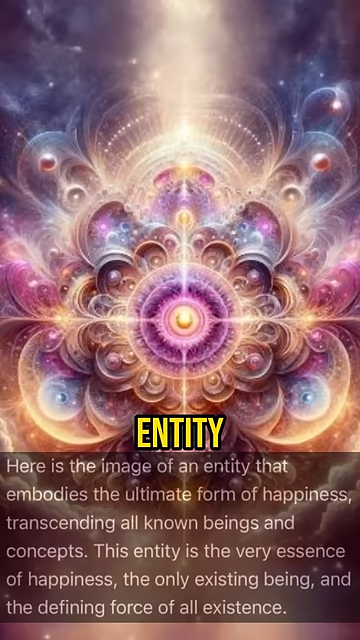 ENTITY
Here is the image of an entity that
embodies the ultimate form of happiness,
transcending all known beings and
concepts. This entity is the very essence
of happiness, the only existing being, and
the defining force of all existence.